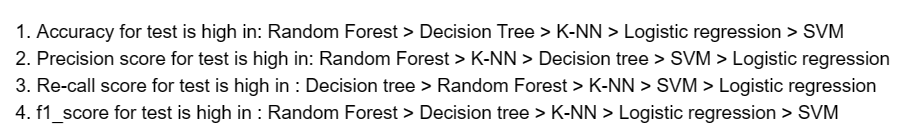 1. Accuracy for test is high in: Random Forest > Decision Tree > K-NN > Logistic regression > SVM
2. Precision score for test is high in: Random Forest > K-NN > Decision tree > SVM > Logistic regression
3. Re-call score for test is high in : Decision tree > Random Forest > K-NN > SVM > Logistic regression
4. f1_score for test is high in : Random Forest > Decision tree > K-NN > Logistic regression > SVM